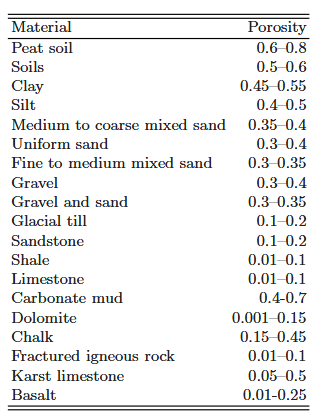 Material Porosity
Peat soil 0.6–0.8
Soils 0.5–0.6
Clay 0.45–0.55
Silt 0.4–0.5
Medium to coarse mixed sand 0.35–0.4
Uniform sand 0.3–0.4
Fine to medium mixed sand 0.3–0.35
Gravel 0.3–0.4
Gravel and sand 0.3–0.35
Glacial till 0.1–0.2
Sandstone 0.1–0.2
Shale 0.01–0.1
Limestone 0.01–0.1
Carbonate mud 0.4-0.7
Dolomite 0.001–0.15
Chalk 0.15–0.45
Fractured igneous rock 0.01–0.1
Karst limestone 0.05–0.5
Basalt 0.01-0.25